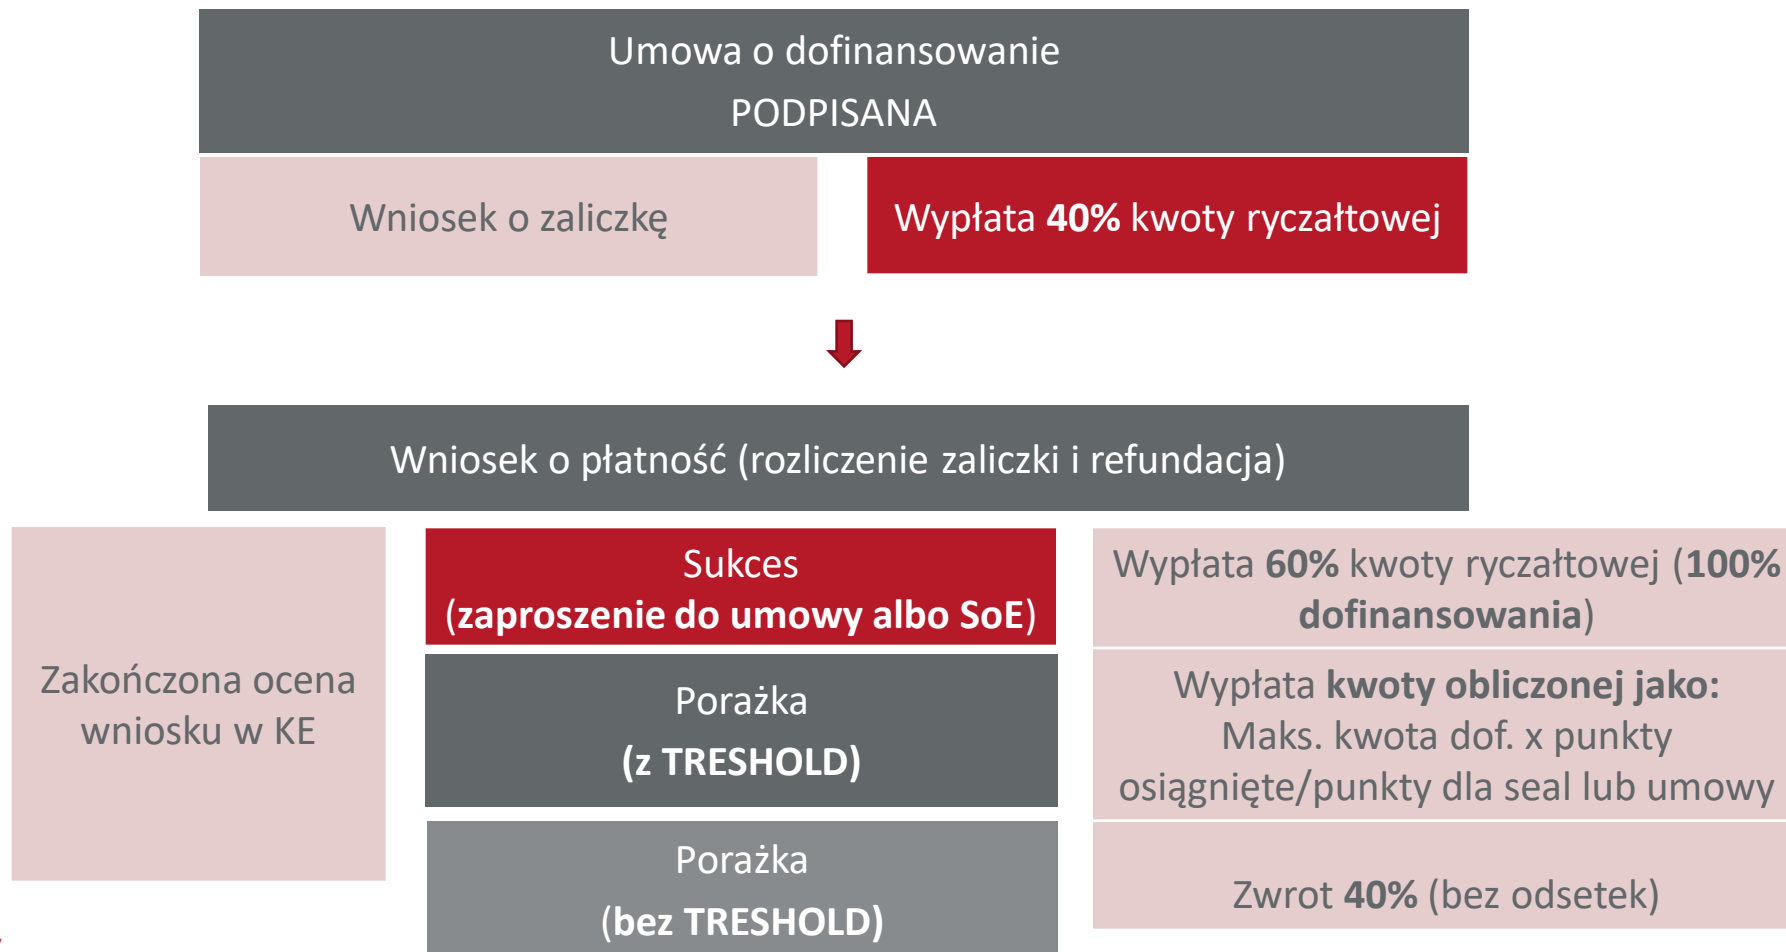 Umowa o dofinansowanie
PODPISANA
Wniosek o zaliczkę
Wypłata 40% kwoty ryczałtowej
Wniosek o płatność (rozliczenie zaliczki i refundacja)
Zakończona ocena
wniosku w KE
Sukces
(zaproszenie do umowy albo SoE)
Wypłata 60% kwoty ryczałtowej (100%
dofinansowania)
Porażka
(z TRESHOLD)
Wypłata kwoty obliczonej jako:
Maks. kwota dof. x punkty
osiągnięte/punkty dla seal lub umowy
Porażka
(bez TRESHOLD)
Zwrot 40% (bez odsetek)